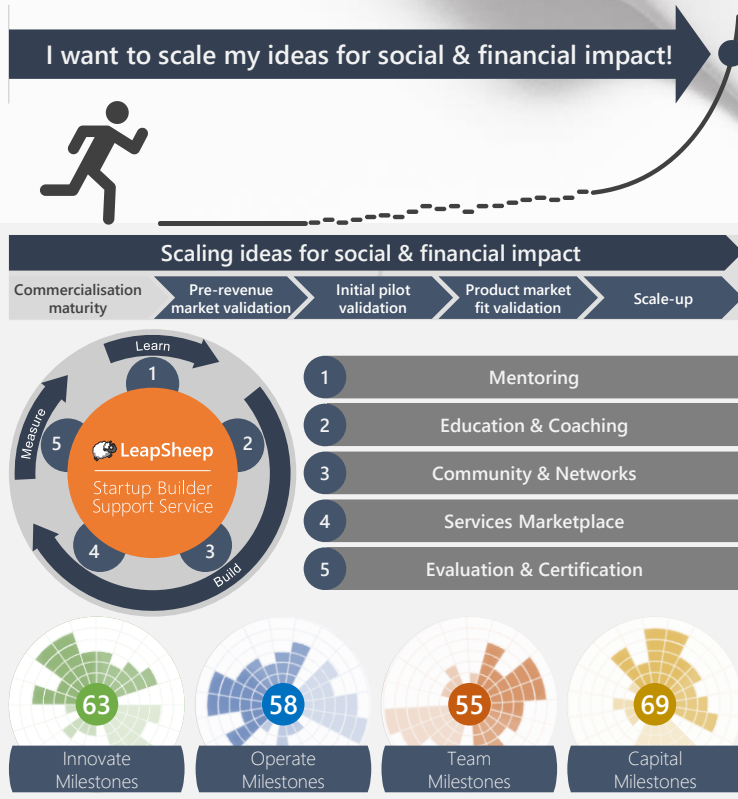 I want to scale my ideas for social & financial impact!
Scaling ideas for social & financial impact
Commercialisation
maturity
Pre-revenue
market validation
Initial pilot
validation
Product market
fit validation
Scale-up
Learn
Measure
Build
1
2
3
4
5
LeapSheep
Startup Builder
Support Service
1 Mentoring
2 Education & Coaching
3 Community & Networks
4 Services Marketplace
5 Evaluation & Certification
63
Innovate
Milestones
58
Operate
Milestones
55
Team
Milestones
69
Capital
Milestones